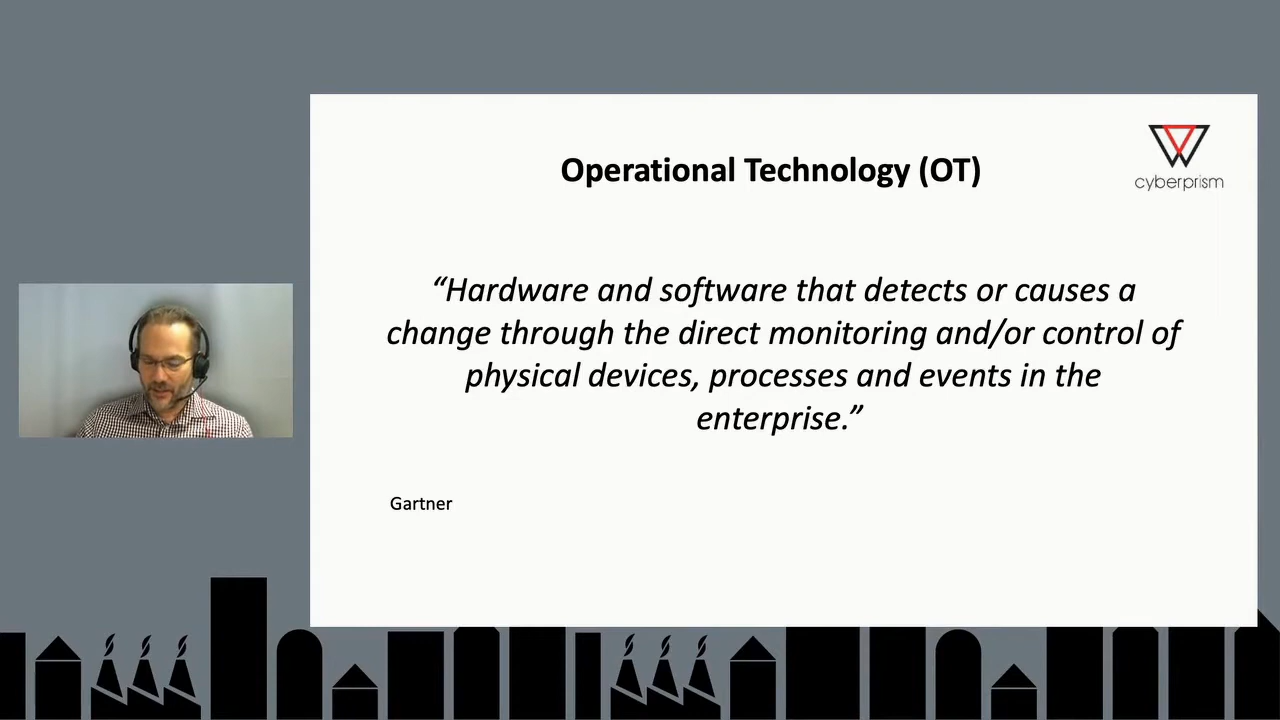 Operational Technology (OT)
cyberprism
“Hardware and software that detects or causes a
change through the direct monitoring and/or control of
physical devices, processes and events in the
enterprise.”
Gartner